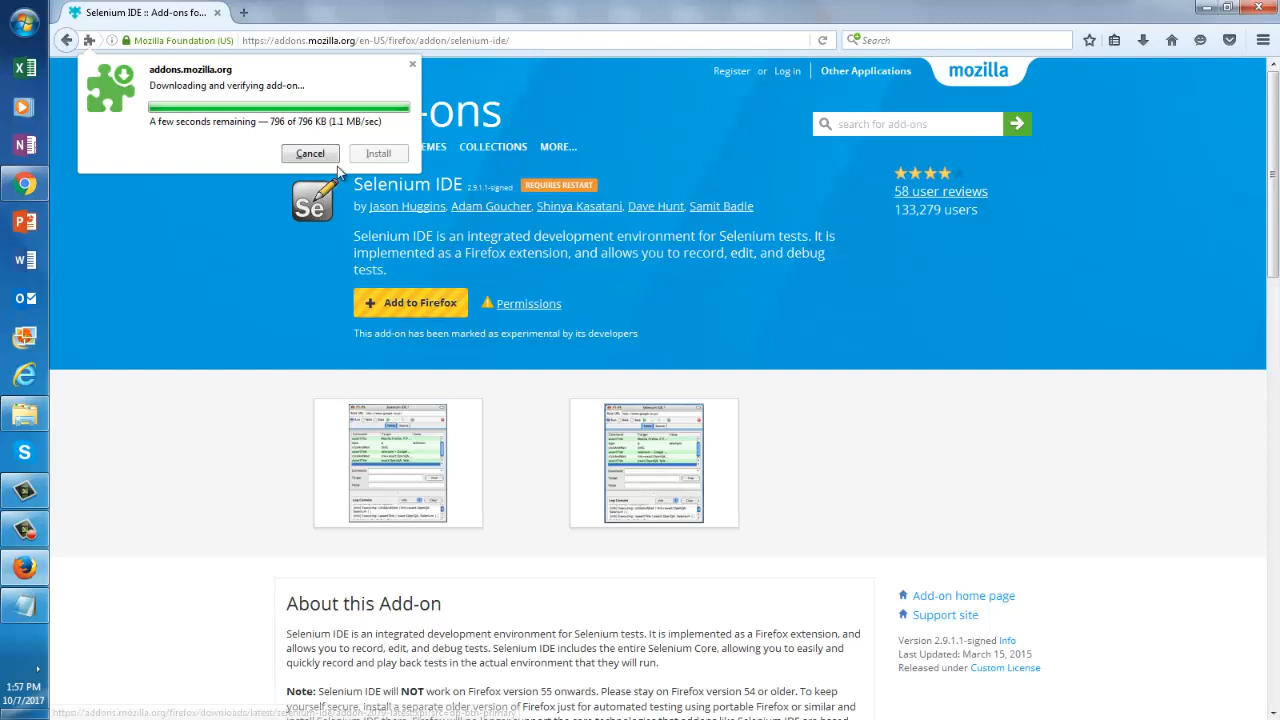 Selenium IDE :: Add-ons fo...
Mozilla Foundation (US)
https://addons.mozilla.org/en-US/firefox/addon/selenium-ide/
Search
addons.mozilla.org
Downloading and verifying add-on...
A few seconds remaining — 796 of 796 KB (1.1 MB/sec)
Cancel
Install
Register or Log in
Other Applications
mozilla
-ons
EMES
COLLECTIONS
MORE...
search for add-ons
Se
Selenium IDE 2.9.1.1-signed REQUIRES RESTART
by Jason Huggins, Adam Goucher, Shinya Kasatani, Dave Hunt, Samit Badle
58 user reviews
133,279 users
Selenium IDE is an integrated development environment for Selenium tests. It is
implemented as a Firefox extension, and allows you to record, edit, and debug
tests.
Add to Firefox
Permissions
This add-on has been marked as experimental by its developers
About this Add-on
Selenium IDE is an integrated development environment for Selenium tests. It is implemented as a Firefox extension, and
allows you to record, edit, and debug tests. Selenium IDE includes the entire Selenium Core, allowing you to easily and
quickly record and play back tests in the actual environment that they will run.
Note: Selenium IDE will NOT work on Firefox version 55 onwards. Please stay on Firefox version 54 or older. To keep
yourself secure, install a separate older version of Firefox just for automated testing using portable Firefox or similar and
Add-on home page
Support site
Version 2.9.1.1-signed Info
Last Updated: March 15, 2015
Released under Custom License
1:57 PM
10/7/2017